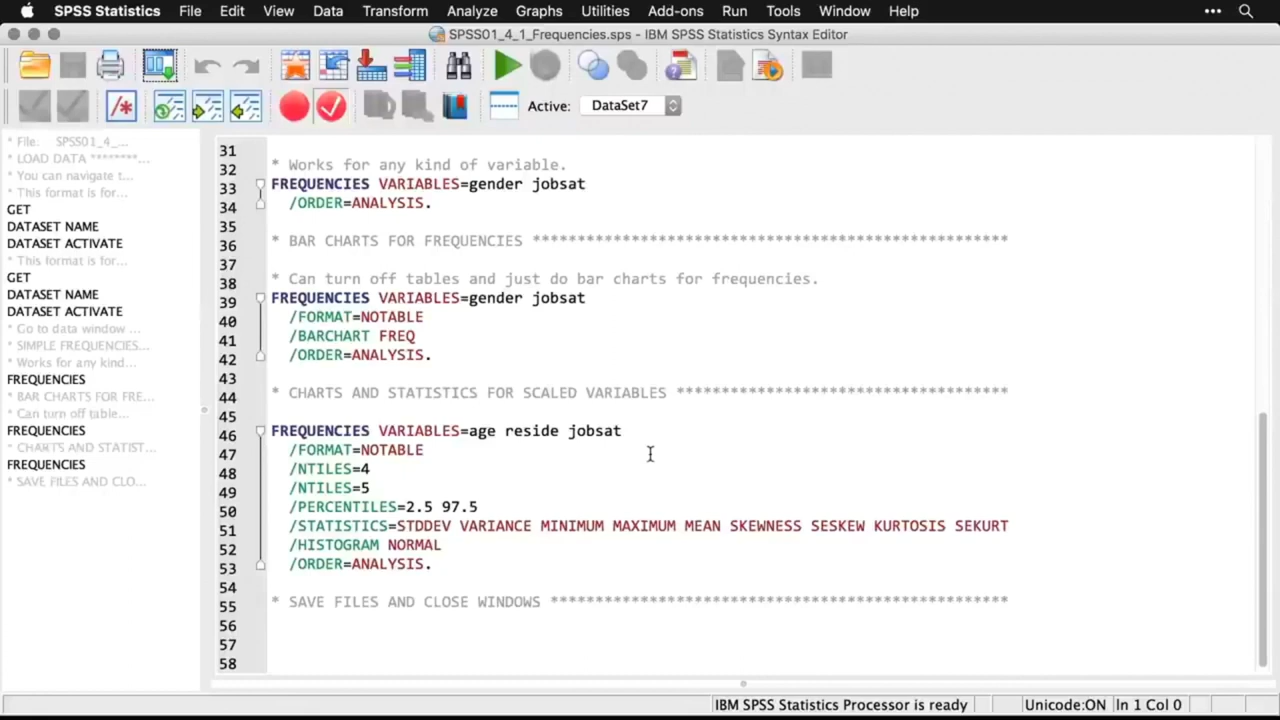 SPSS Statistics File Edit View Data Transform Analyze Graphs Utilities Add-ons Run Tools Window Help
SPSS01_4_1_Frequencies.sps - IBM SPSS Statistics Syntax Editor
Active: DataSet7
* File: SPSS01_4_...
* LOAD DATA *******...
* You can navigate t...
* This format is for...
GET
DATASET NAME
DATASET ACTIVATE
* This format is for...
GET
DATASET NAME
DATASET ACTIVATE
* Go to data window ...
* SIMPLE FREQUENCIES...
* Works for any kind...
FREQUENCIES
* BAR CHARTS FOR FRE...
* Can turn off table...
FREQUENCIES
* CHARTS AND STATIST...
FREQUENCIES
* SAVE FILES AND CLO...
31
32 * Works for any kind of variable.
33 FREQUENCIES VARIABLES=gender jobsat
34 /ORDER=ANALYSIS.
35
36 * BAR CHARTS FOR FREQUENCIES *****************************************************
37
38 * Can turn off tables and just do bar charts for frequencies.
39 FREQUENCIES VARIABLES=gender jobsat
40 /FORMAT=NOTABLE
41 /BARCHART FREQ
42 /ORDER=ANALYSIS.
43
44 * CHARTS AND STATISTICS FOR SCALED VARIABLES *************************************
45
46 FREQUENCIES VARIABLES=age reside jobsat
47 /FORMAT=NOTABLE
48 /NTILES=4
49 /NTILES=5
50 /PERCENTILES=2.5 97.5
51 /STATISTICS=STDDEV VARIANCE MINIMUM MAXIMUM MEAN SKEWNESS SESKEW KURTOSIS SEKURT
52 /HISTOGRAM NORMAL
53 /ORDER=ANALYSIS.
54
55 * SAVE FILES AND CLOSE WINDOWS ***************************************************
56
57
58
IBM SPSS Statistics Processor is ready Unicode:ON In 1 Col 0